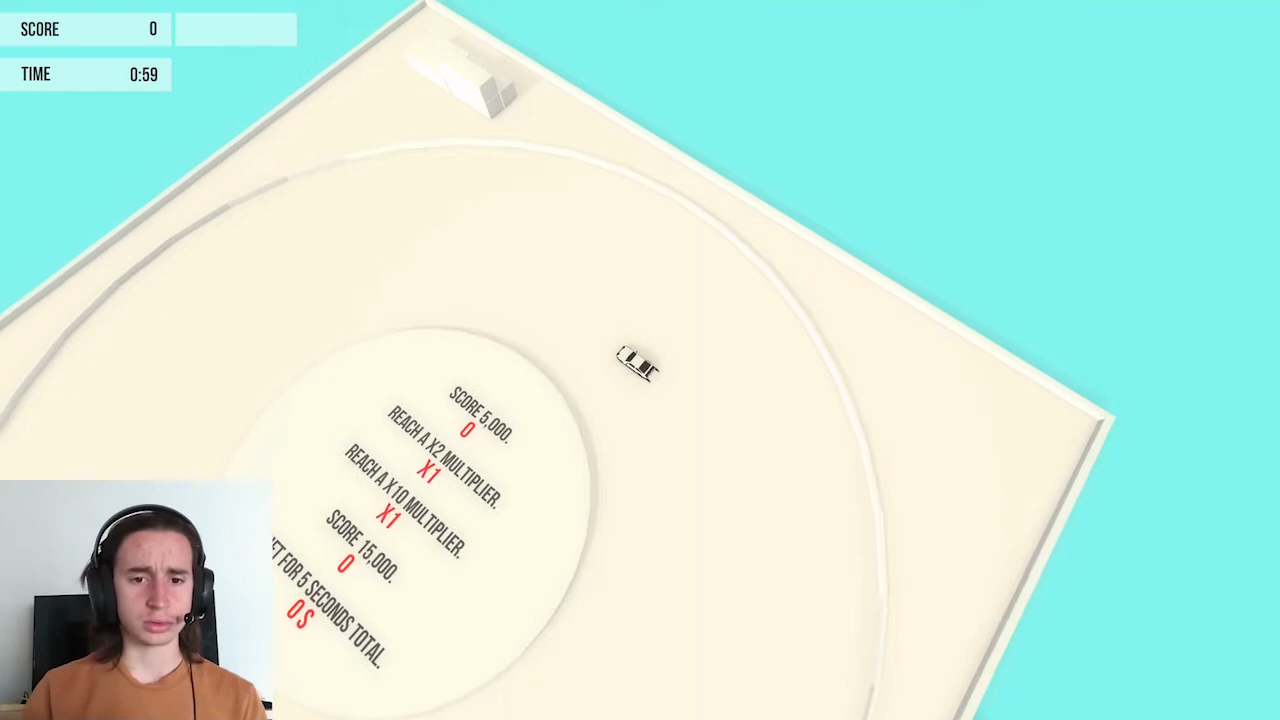 SCORE 0
TIME 0:59
SCORE 5,000.
0
REACH A X2 MULTIPLIER.
X1
REACH A X10 MULTIPLIER.
X1
SCORE 15,000.
0
FOR 5 SECONDS TOTAL.
0 S